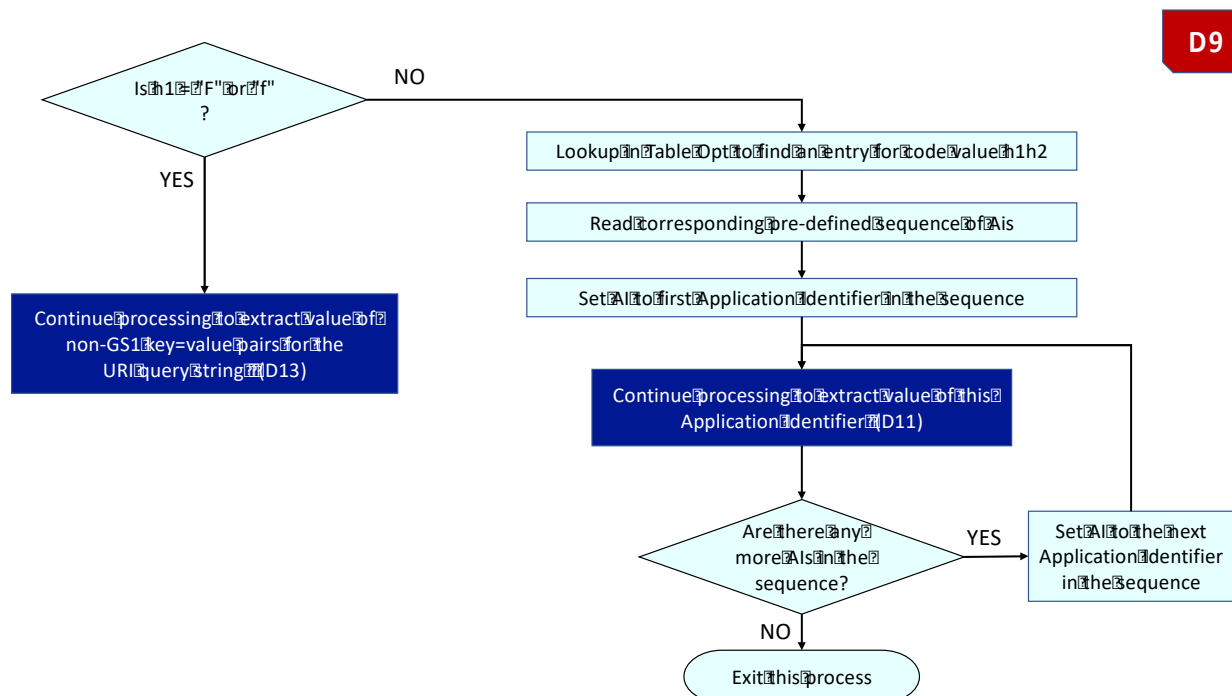 D9
Is h1 = "F" or "f"
?
NO
YES
Lookup in Table Opt to find an entry for code value h1h2
Read corresponding pre-defined sequence of Ais
Set AI to first Application Identifier in the sequence
Continue processing to extract value of
non-GS1 key=value pairs for the
URI query string (D13)
Continue processing to extract value of this
Application Identifier (D11)
Are there any
more AIs in the
sequence?
YES
Set AI to the next
Application Identifier
in the sequence
NO
Exit this process